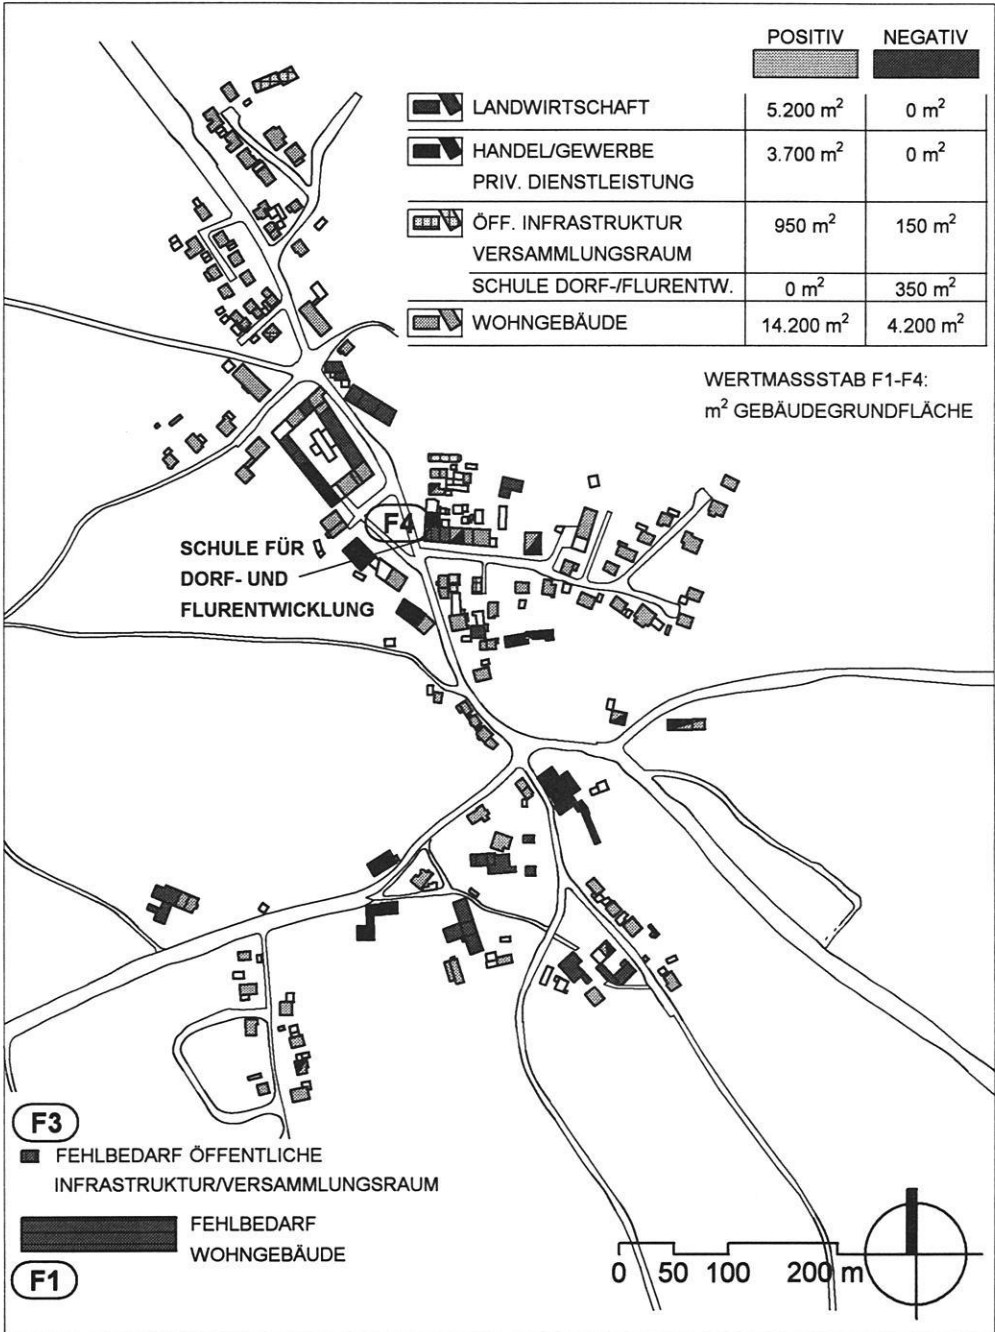 POSITIV NEGATIV
LANDWIRTSCHAFT 5.200 m² 0 m²
HANDEL/GEWERBE 3.700 m² 0 m²
PRIV. DIENSTLEISTUNG
ÖFF. INFRASTRUKTUR 950 m² 150 m²
VERSAMMLUNGSRAUM
SCHULE DORF-/FLURENTW. 0 m² 350 m²
WOHNGEBÄUDE 14.200 m² 4.200 m²
WERTMASSSTAB F1-F4:
m² GEBÄUDEGRUNDFLÄCHE
F4
SCHULE FÜR
DORF- UND
FLURENTWICKLUNG
F3
FEHLBEDARF ÖFFENTLICHE
INFRASTRUKTUR/VERSAMMLUNGSRAUM
FEHLBEDARF
WOHNGEBÄUDE
F1
0 50 100 200 m